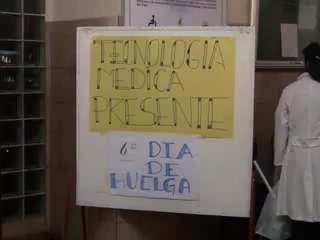 TECNOLOGIA
MEDICA
PRESENTE
6º DIA
DE
HUELGA